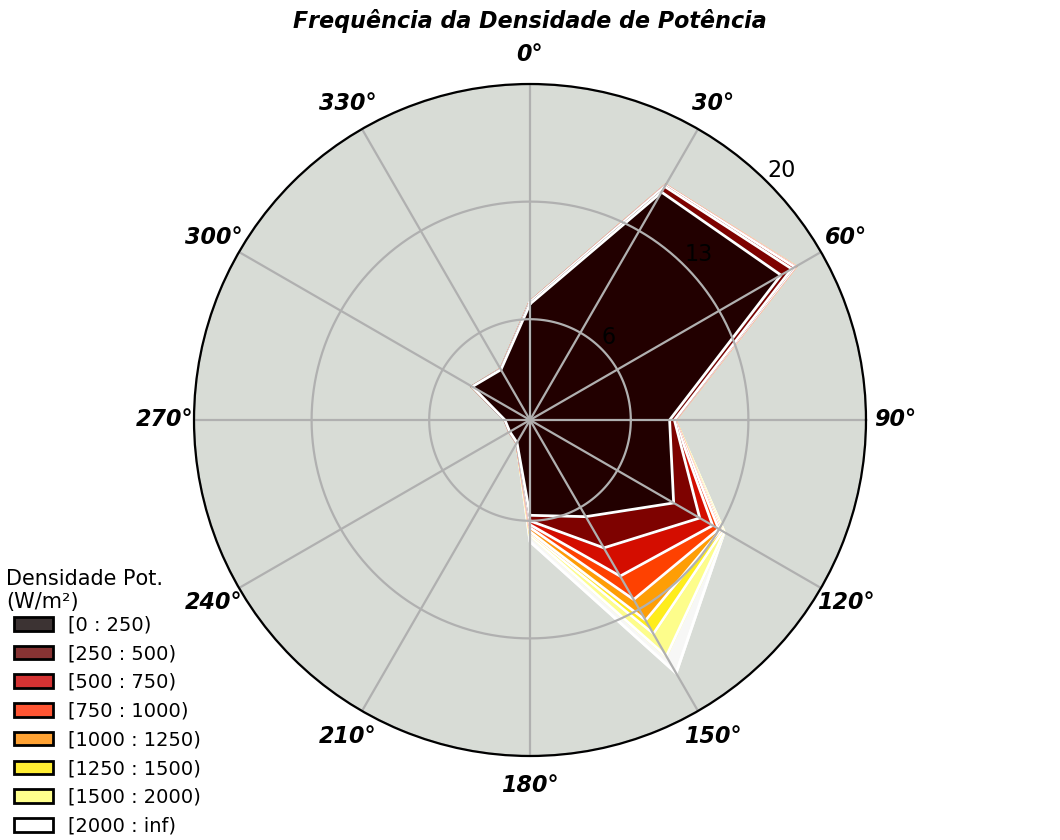 Frequência da Densidade de Potência
0°
330°
30°
20
300°
60°
13
6
270°
90°
240°
120°
210°
150°
180°
Densidade Pot.
(W/m²)
[0 : 250)
[250 : 500)
[500 : 750)
[750 : 1000)
[1000 : 1250)
[1250 : 1500)
[1500 : 2000)
[2000 : inf)